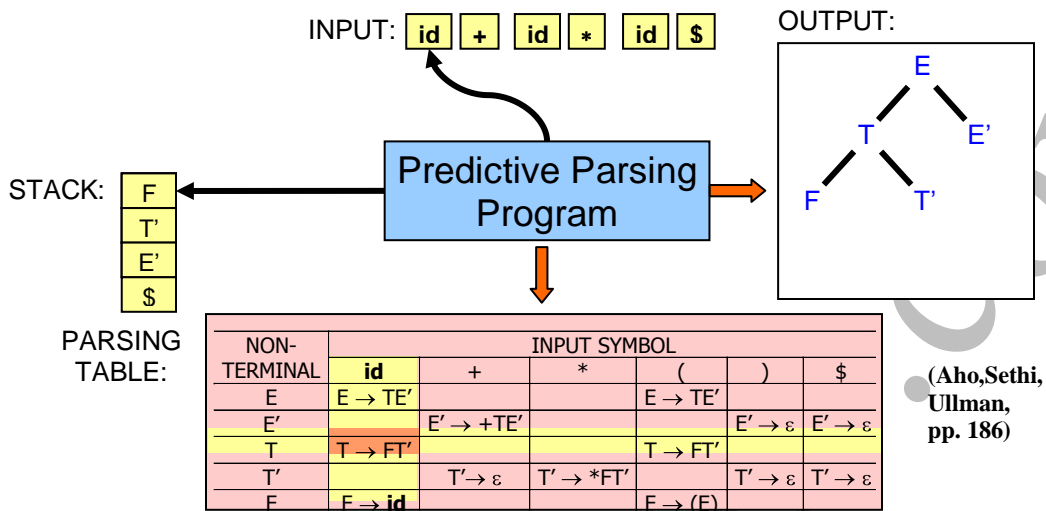 INPUT: id + id * id $
OUTPUT:
E
T E'
F T'
Predictive Parsing
Program
STACK: F
T'
E'
$
PARSING
TABLE:
NON-
TERMINAL
INPUT SYMBOL
id + * ( ) $
E E → TE′ E → TE′
E′ E′ → +TE′ E′ → ε E′ → ε
T T → FT′ T → FT′
T′ T′→ ε T′ → *FT′ T′→ ε T′ → ε
F F → id F → (E)
(Aho,Sethi,
Ullman,
pp. 186)